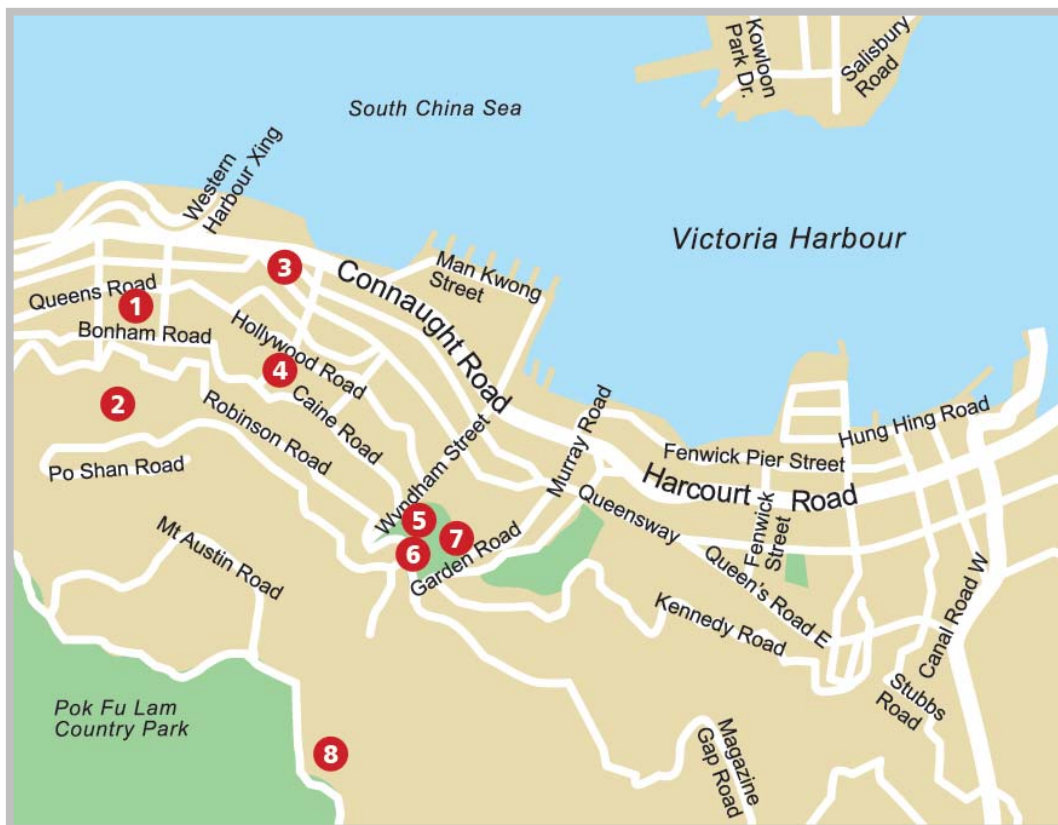 Kowloon
Park Dr.
Salisbury
Road
South China Sea
Western
Harbour Xing
Victoria Harbour
Man Kwong
Street
3
Connaught Road
Queens Road
1
Bonham Road
Hollywood Road
4
Caine Road
2
Robinson Road
Po Shan Road
Murray Road
Hung Hing Road
Fenwick Pier Street
Harcourt Road
Wyndham Street
Queensway
Fenwick
Street
5
7
6
Garden Road
Mt Austin Road
Queen's Road E
Kennedy Road
Canal Road W
Stubbs
Road
Pok Fu Lam
Country Park
Magazine
Gap Road
8